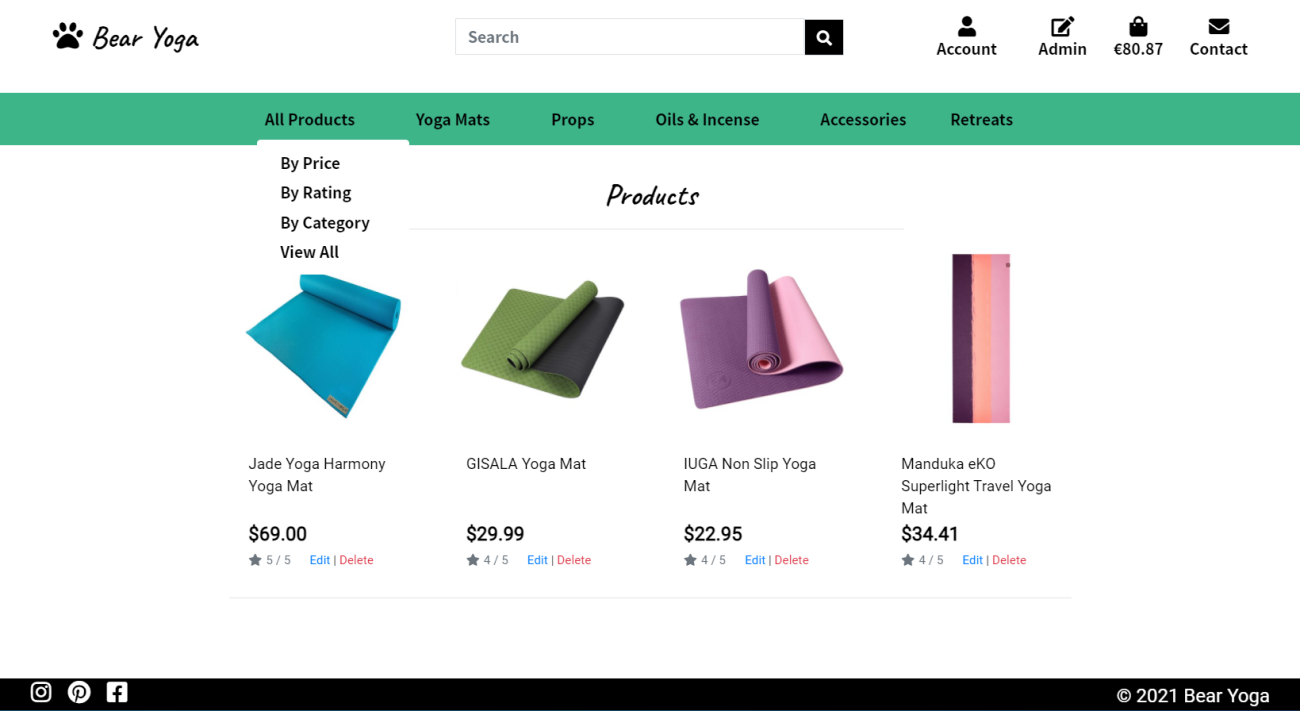 Bear Yoga
Search
Account
Admin
€80.87
Contact
All Products
Yoga Mats
Props
Oils & Incense
Accessories
Retreats
By Price
By Rating
By Category
View All
Products
Jade Yoga Harmony
Yoga Mat
$69.00
5 / 5 Edit | Delete
GISALA Yoga Mat
$29.99
4 / 5 Edit | Delete
IUGA Non Slip Yoga
Mat
$22.95
4 / 5 Edit | Delete
Manduka eKO
Superlight Travel Yoga
Mat
$34.41
4 / 5 Edit | Delete
© 2021 Bear Yoga